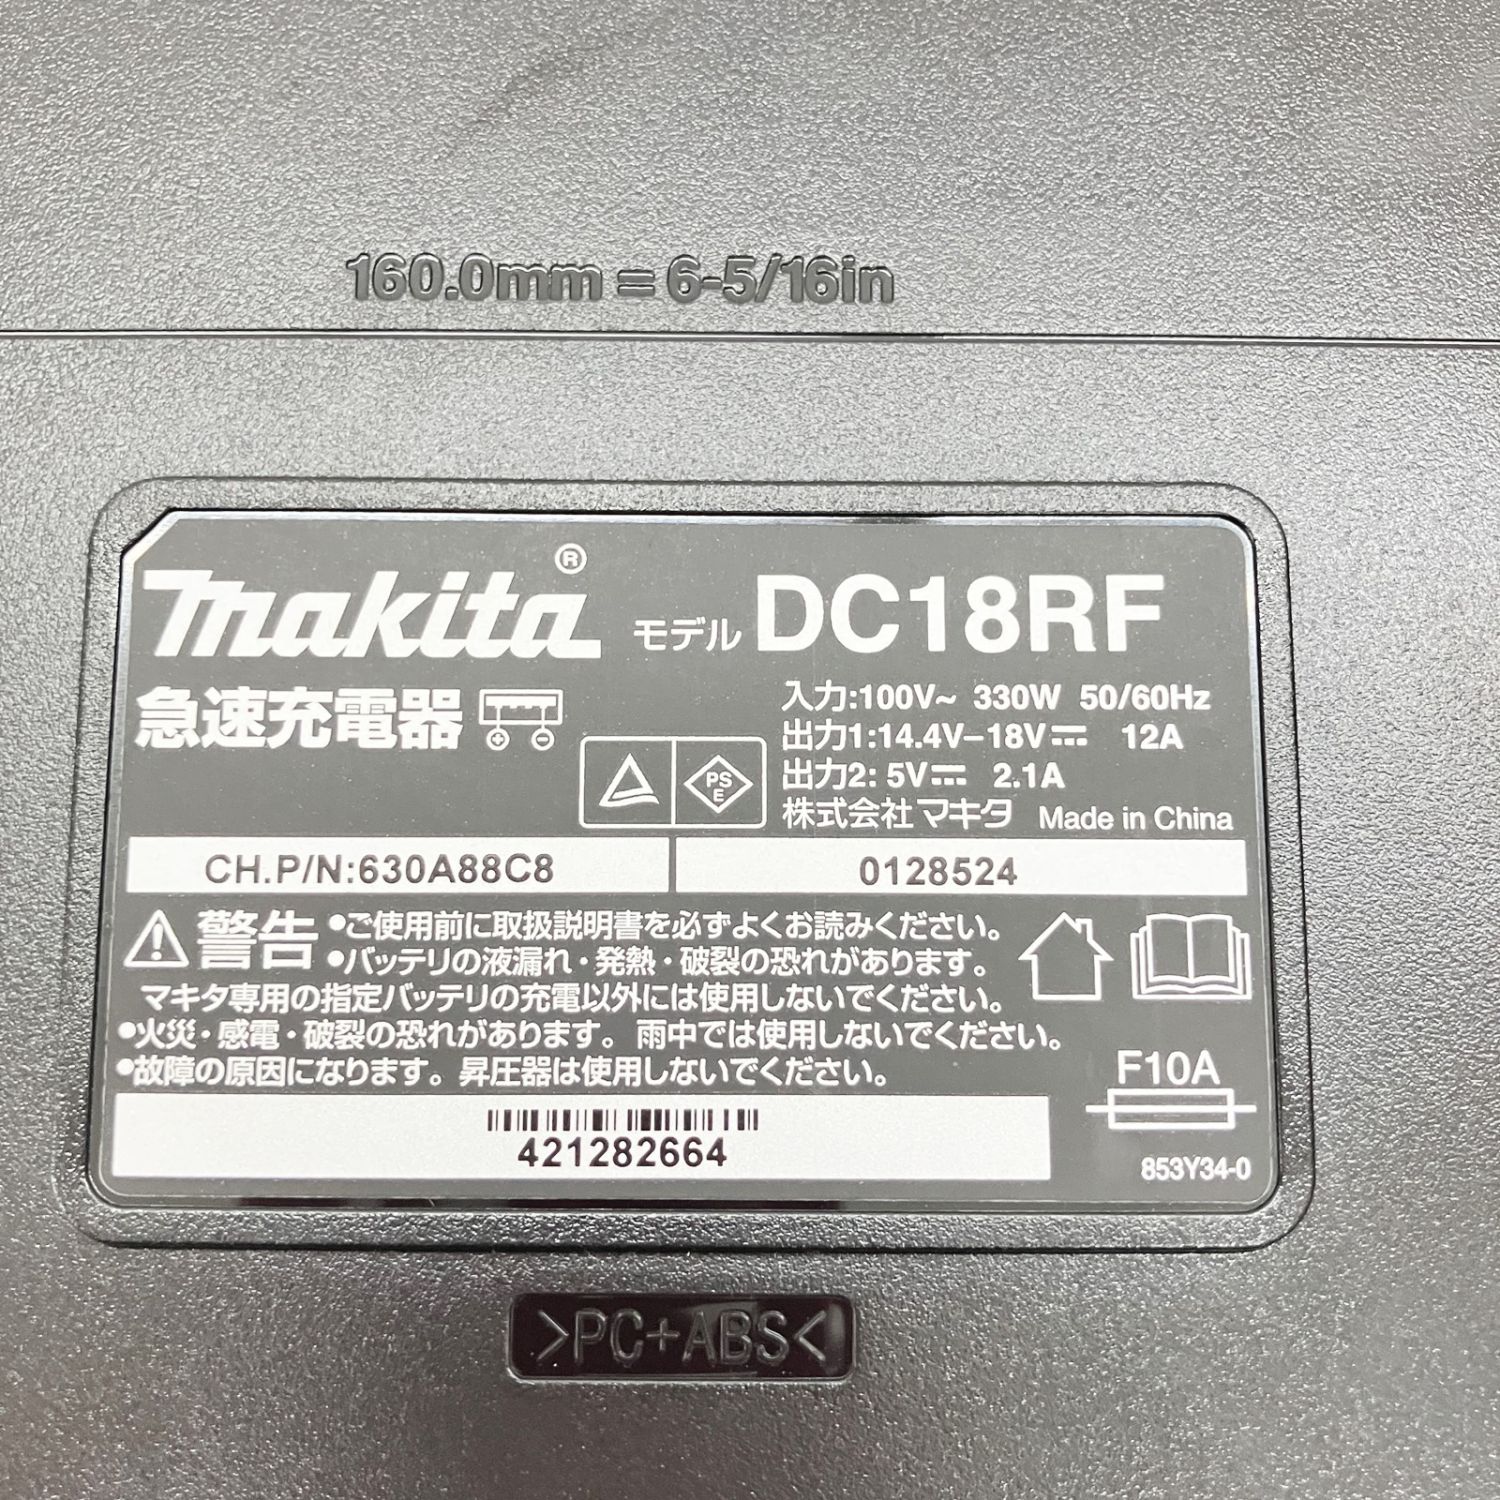 160.0mm = 6-5/16in
makita® モデル DC18RF
急速充電器
入力:100V~ 330W 50/60Hz
出力1:14.4V–18V⎓ 12A
出力2: 5V⎓ 2.1A
PS
E
株式会社マキタ Made in China
CH.P/N:630A88C8 0128524
警告 •ご使用前に取扱説明書を必ずよくお読みください。
•バッテリの液漏れ・発熱・破裂の恐れがあります。
マキタ専用の指定バッテリの充電以外には使用しないでください。
•火災・感電・破裂の恐れがあります。雨中では使用しないでください。
•故障の原因になります。昇圧器は使用しないでください。
F10A
421282664
853Y34-0
>PC+ABS<